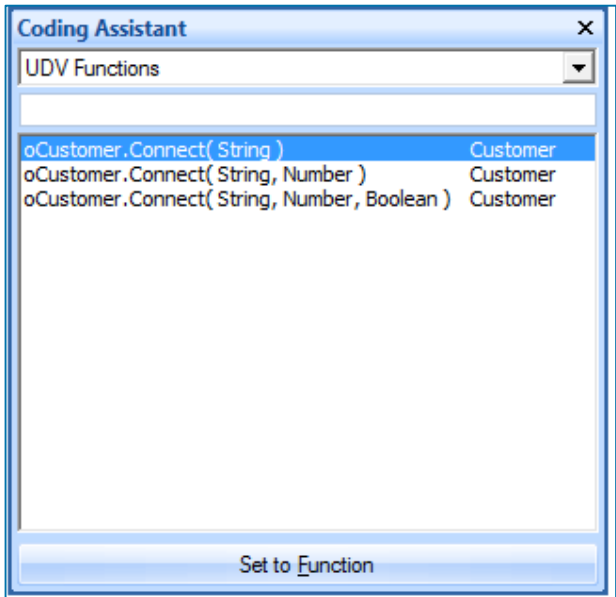 Coding Assistant
UDV Functions
oCustomer.Connect( String ) Customer
oCustomer.Connect( String, Number ) Customer
oCustomer.Connect( String, Number, Boolean ) Customer
Set to Function